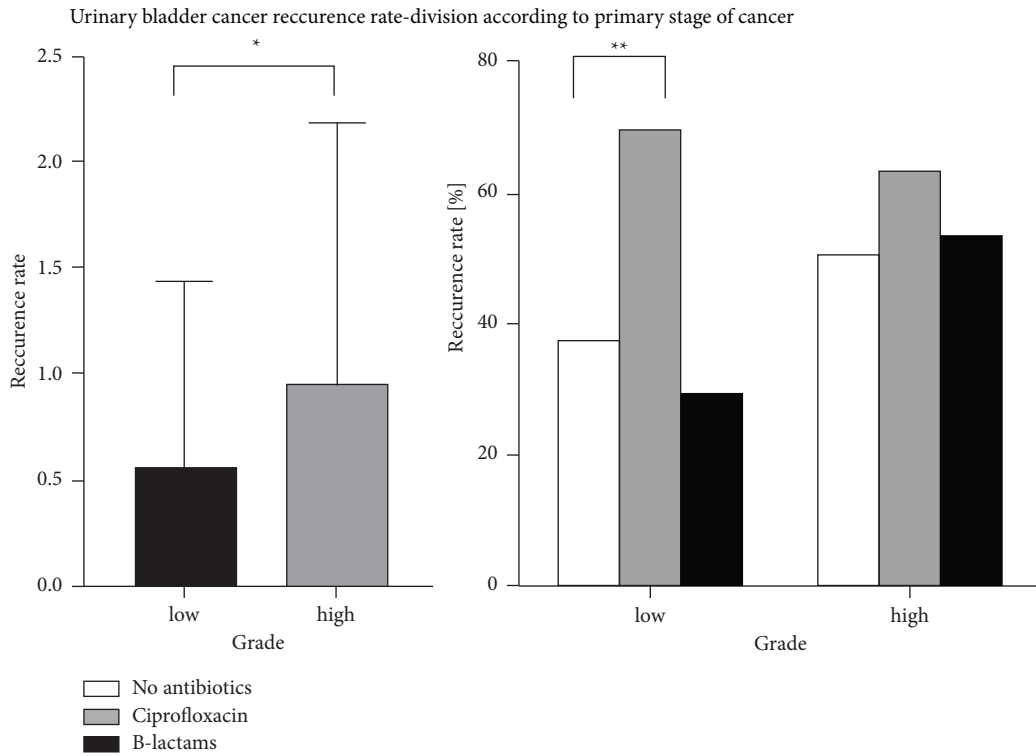 Urinary bladder cancer reccurence rate-division according to primary stage of cancer
*
2.5
2.0
1.5
1.0
0.5
0.0
Reccurence rate
low high
Grade
**
80
60
40
20
0
Reccurence rate [%]
low high
Grade
No antibiotics
Ciprofloxacin
B-lactams